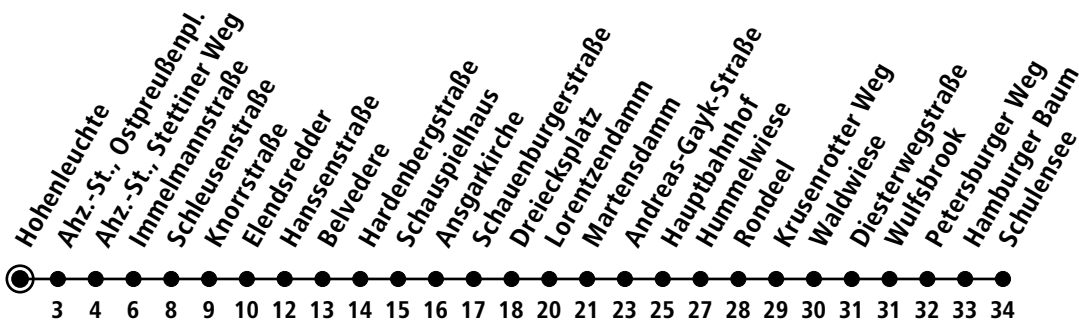 Hohenleuchte
Ahz.-St., Ostpreußenpl.
Ahz.-St., Stettiner Weg
Immelmannstraße
Schleusenstraße
Knorrstraße
Elendsredder
Hanssenstraße
Belvedere
Hardenbergstraße
Schauspielhaus
Ansgarkirche
Schauenburgerstraße
Dreiecksplatz
Lorentzendamm
Martensdamm
Andreas-Gayk-Straße
Hauptbahnhof
Hummelwiese
Rondeel
Krusenrotter Weg
Waldwiese
Diesterwegstraße
Wulfsbrook
Petersburger Weg
Hamburger Baum
Schulensee
3 4 6 8 9 10 12 13 14 15 16 17 18 20 21 23 25 27 28 29 30 31 31 32 33 34